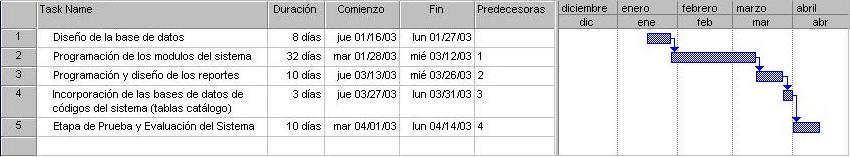 Task Name Duración Comienzo Fin Predecesoras diciembre enero febrero marzo abril
dic ene feb mar abr
1 Diseño de la base de datos 8 días jue 01/16/03 lun 01/27/03
2 Programación de los modulos del sistema 32 días mar 01/28/03 mié 03/12/03 1
3 Programación y diseño de los reportes 10 días jue 03/13/03 mié 03/26/03 2
4 Incorporación de las bases de datos de 3 días jue 03/27/03 lun 03/31/03 3
códigos del sistema (tablas catálogo)
5 Etapa de Prueba y Evaluación del Sistema 10 días mar 04/01/03 lun 04/14/03 4